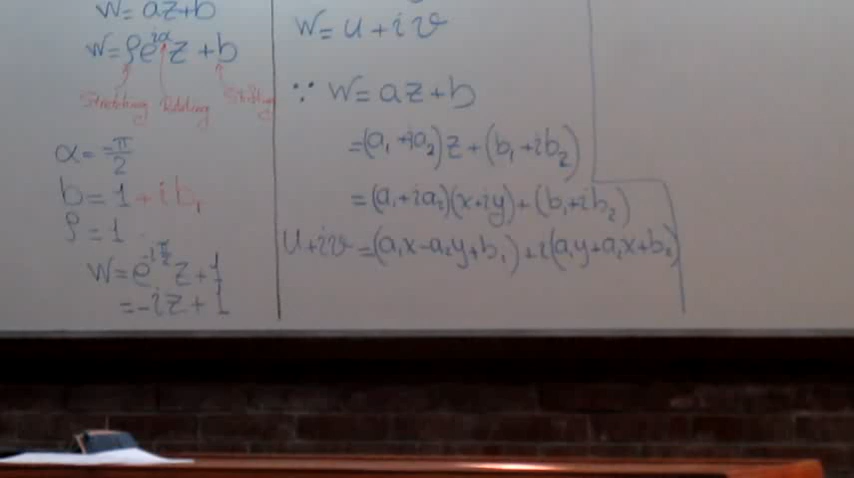 W = az+b
W = ρe^{iα}z + b
Stretching Rotating Shifting
α = -π/2
b = 1 + ib₁
ρ = 1
W = e^{-iπ/2}z + 1
= -iz + 1
W = u + iv
∵ W = az + b
= (a₁ + ia₂)z + (b₁ + ib₂)
= (a₁ + ia₂)(x + iy) + (b₁ + ib₂)
u + iv = (a₁x - a₂y + b₁) + i(a₁y + a₂x + b₂)